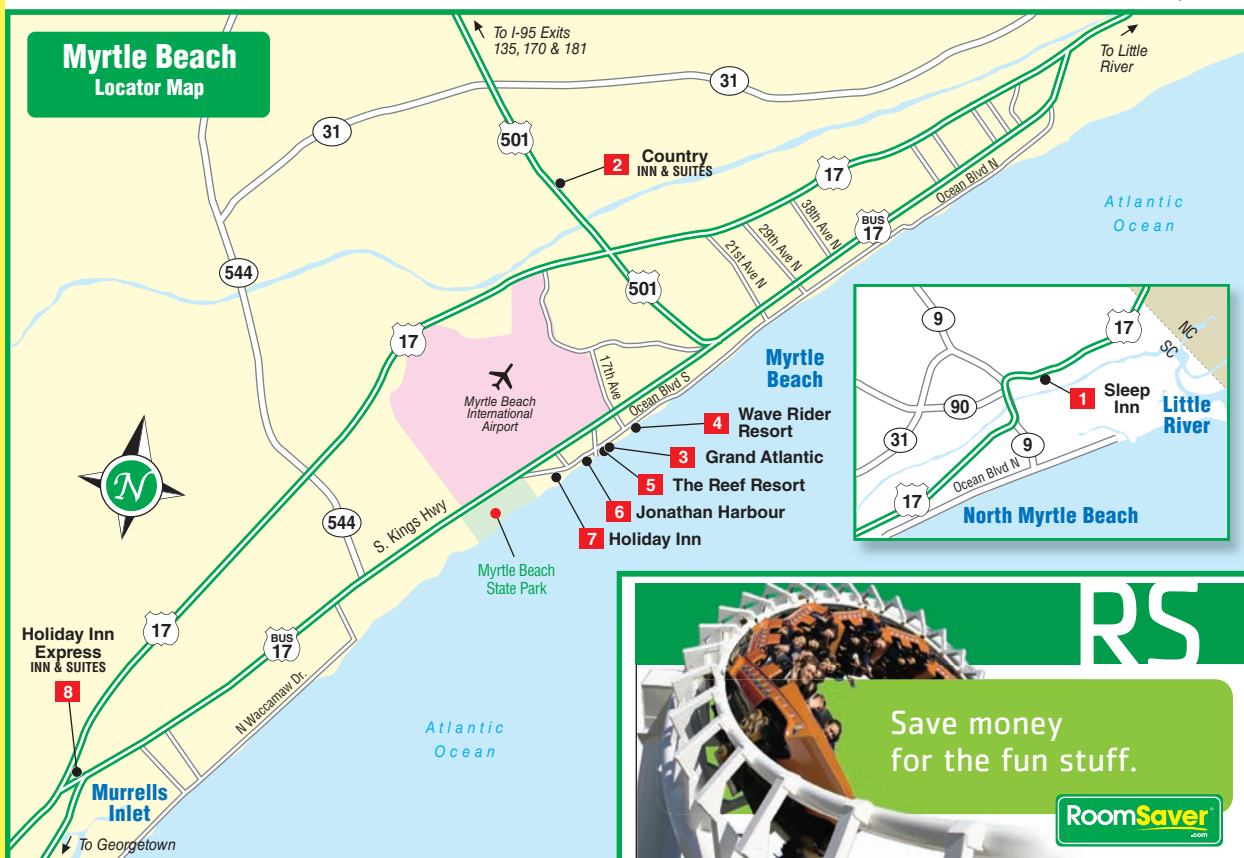 Myrtle Beach
Locator Map
To I-95 Exits
135, 170 & 181
To Little
River
31
31
501
2
Country
INN & SUITES
17
38th Ave N
29th Ave N
21st Ave N
BUS
17
Ocean Blvd N
Atlantic
Ocean
544
501
17
Myrtle Beach
International
Airport
17th Ave
Ocean Blvd S
Myrtle
Beach
4
Wave Rider
Resort
3
Grand Atlantic
5
The Reef Resort
6
Jonathan Harbour
7
Holiday Inn
N
544
S. Kings Hwy
Myrtle Beach
State Park
9
17
NC
SC
1
Sleep
Inn
Little
River
90
31
9
Ocean Blvd N
17
North Myrtle Beach
17
BUS
17
Holiday Inn
Express
INN & SUITES
8
N Waccamaw Dr.
Atlantic
Ocean
Murrells
Inlet
To Georgetown
RS
Save money
for the fun stuff.
RoomSaver
.com